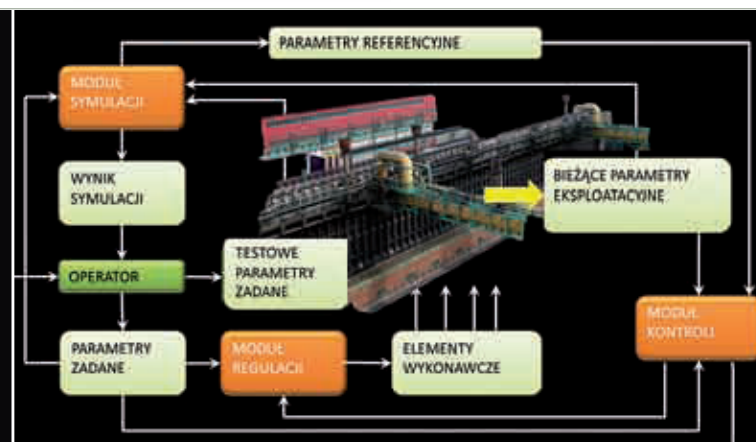 PARAMETRY REFERENCYJNE
MODUŁ
SYMULACJI
WYNIK
SYMULACJI
BIEŻĄCE PARAMETRY
EKSPLOATACYJNE
OPERATOR
TESTOWE
PARAMETRY
ZADANE
PARAMETRY
ZADANE
MODUŁ
REGULACJI
ELEMENTY
WYKONAWCZE
MODUŁ
KONTROLI